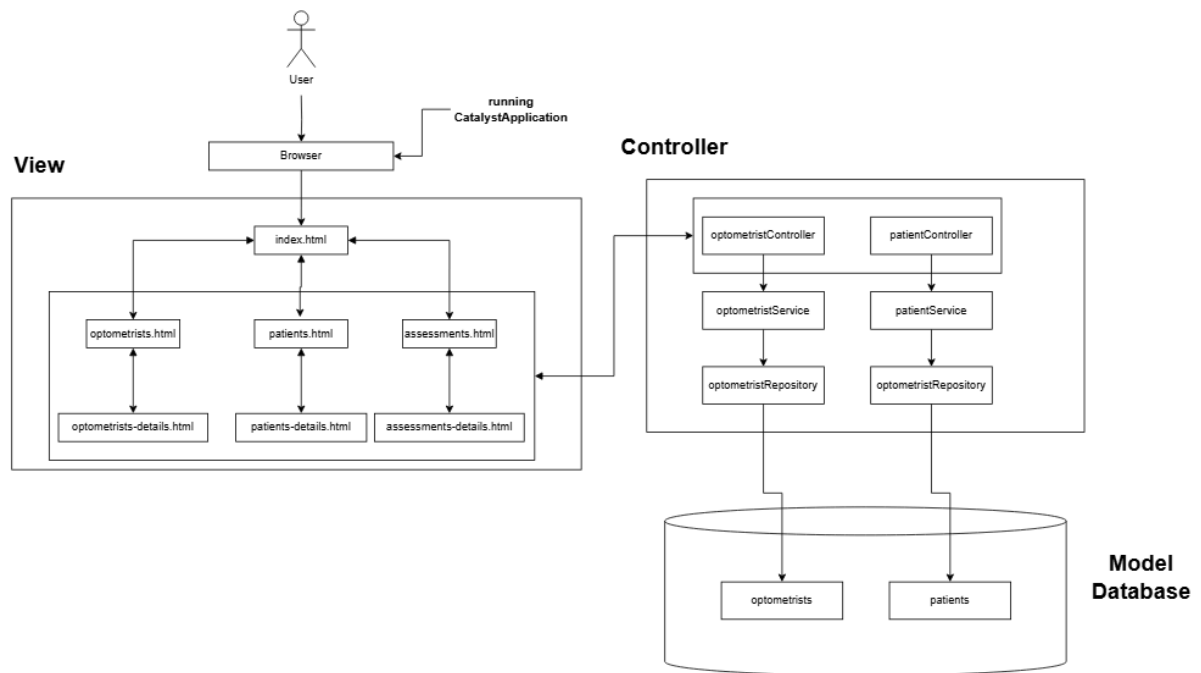 User
running
CatalystApplication
Browser
View
Controller
index.html
optometristController
patientController
optometristService
patientService
optometrists.html
patients.html
assessments.html
optometristRepository
optometristRepository
optometrists-details.html
patients-details.html
assessments-details.html
Model
Database
optometrists
patients